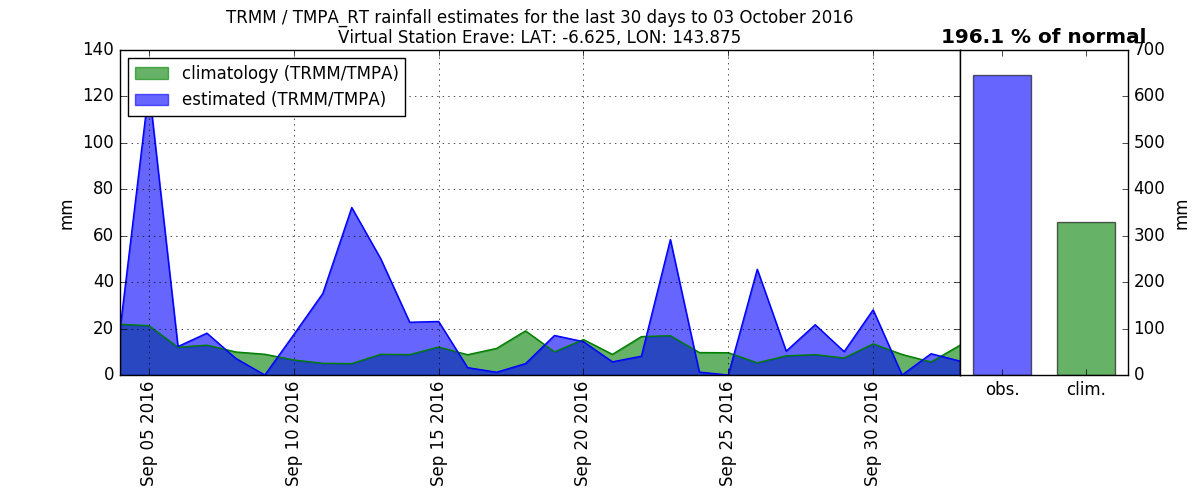 TRMM / TMPA_RT rainfall estimates for the last 30 days to 03 October 2016
Virtual Station Erave: LAT: -6.625, LON: 143.875
196.1 % of normal
climatology (TRMM/TMPA)
estimated (TRMM/TMPA)
mm
140
120
100
80
60
40
20
0
Sep 05 2016
Sep 10 2016
Sep 15 2016
Sep 20 2016
Sep 25 2016
Sep 30 2016
obs.
clim.
700
600
500
400
300
200
100
0
mm